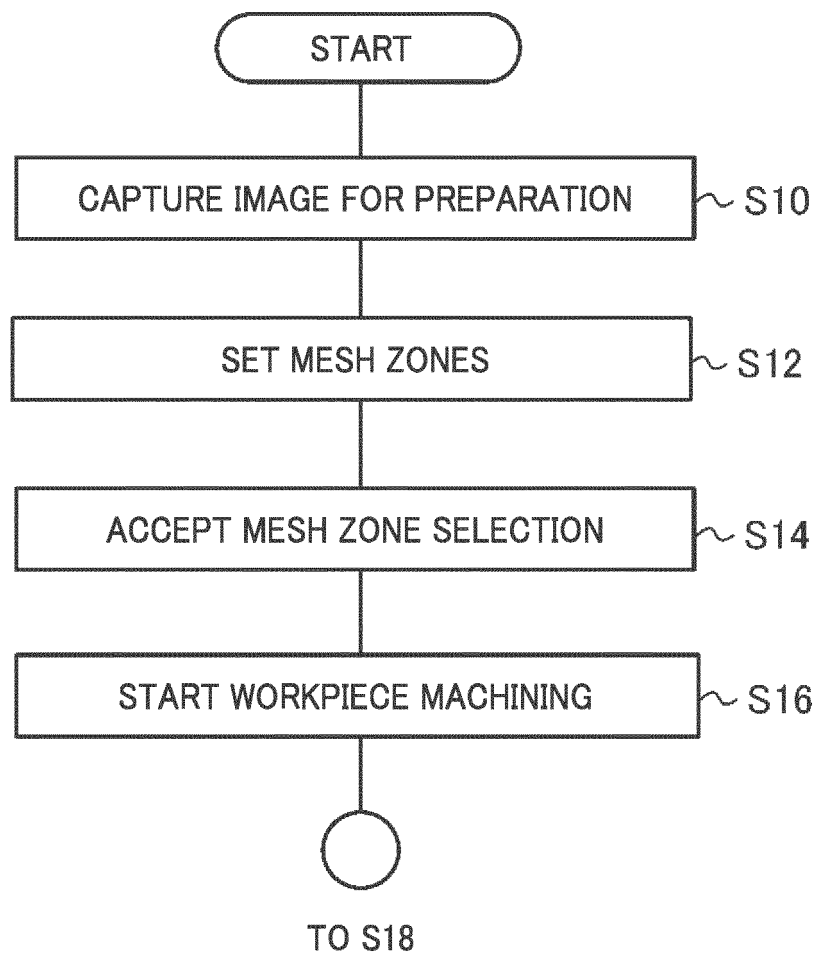 START
CAPTURE IMAGE FOR PREPARATION
S10
SET MESH ZONES
S12
ACCEPT MESH ZONE SELECTION
S14
START WORKPIECE MACHINING
S16
TO S18